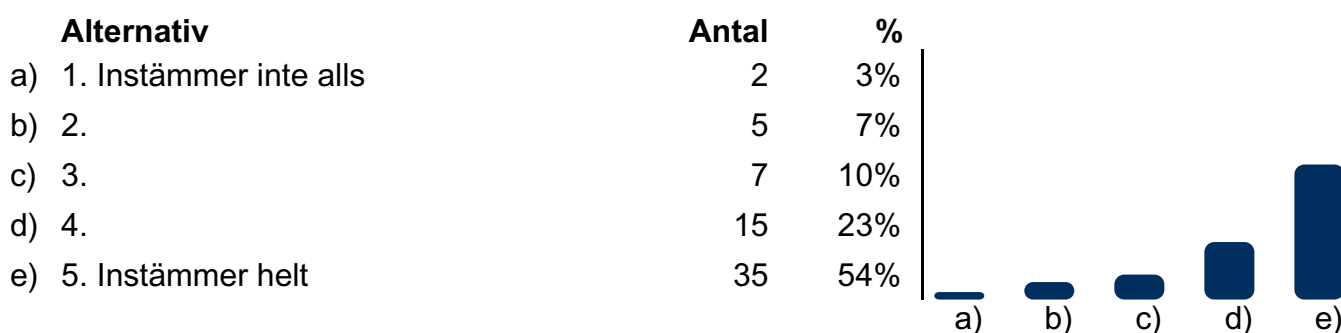 Alternativ Antal %
a) 1. Instämmer inte alls 2 3%
b) 2. 5 7%
c) 3. 7 10%
d) 4. 15 23%
e) 5. Instämmer helt 35 54%
a) b) c) d) e)